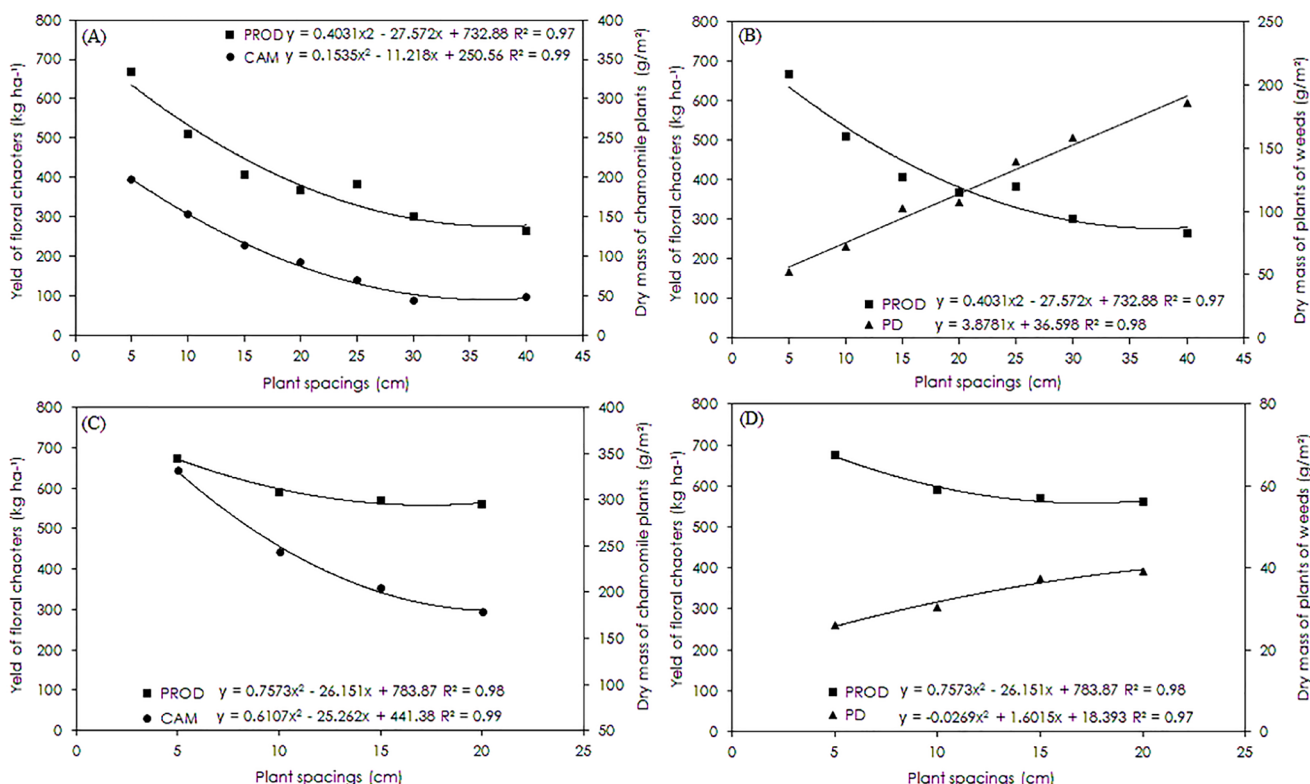 (A)
PROD y = 0.4031x2 - 27.572x + 732.88 R² = 0.97
CAM y = 0.1535x² - 11.218x + 250.56 R² = 0.99
Yeld of floral chaoters (kg ha-¹)
800
700
600
500
400
300
200
100
0
400
350
300
250
200
150
100
50
0
Dry mass of chamomile plants (g/m²)
0 5 10 15 20 25 30 35 40 45
Plant spacings (cm)
(B)
Yeld of floral chaoters (kg ha-¹)
800
700
600
500
400
300
200
100
0
250
200
150
100
50
0
Dry mass of plants of weeds (g/m²)
PROD y = 0.4031x2 - 27.572x + 732.88 R² = 0.97
PD y = 3.8781x + 36.598 R² = 0.98
0 5 10 15 20 25 30 35 40 45
Plant spacings (cm)
(C)
Yeld of floral chaoters (kg ha-¹)
800
700
600
500
400
300
200
100
0
400
350
300
250
200
150
100
50
Dry mass of chamomile plants (g/m²)
PROD y = 0.7573x² - 26.151x + 783.87 R² = 0.98
CAM y = 0.6107x² - 25.262x + 441.38 R² = 0.99
0 5 10 15 20 25
Plant spacings (cm)
(D)
Yeld of floral chaoters (kg ha-¹)
800
700
600
500
400
300
200
100
0
80
60
40
20
0
Dry mass of plants of weeds (g/m²)
PROD y = 0.7573x² - 26.151x + 783.87 R² = 0.98
PD y = -0.0269x² + 1.6015x + 18.393 R² = 0.97
0 5 10 15 20 25
Plant spacings (cm)